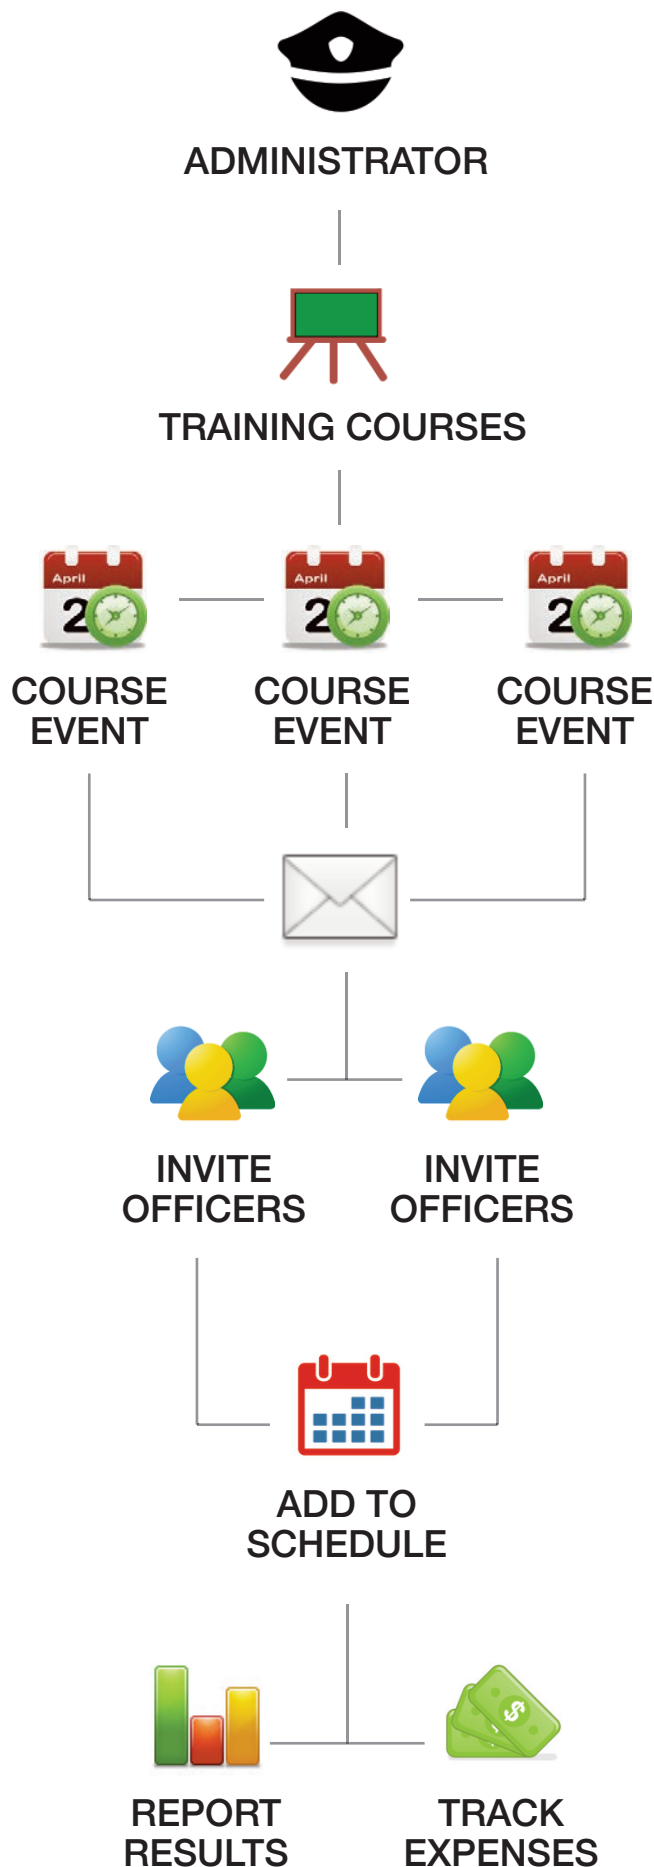 ADMINISTRATOR
TRAINING COURSES
April
2
April
2
April
2
COURSE
EVENT
COURSE
EVENT
COURSE
EVENT
INVITE
OFFICERS
INVITE
OFFICERS
ADD TO
SCHEDULE
$
REPORT
RESULTS
TRACK
EXPENSES